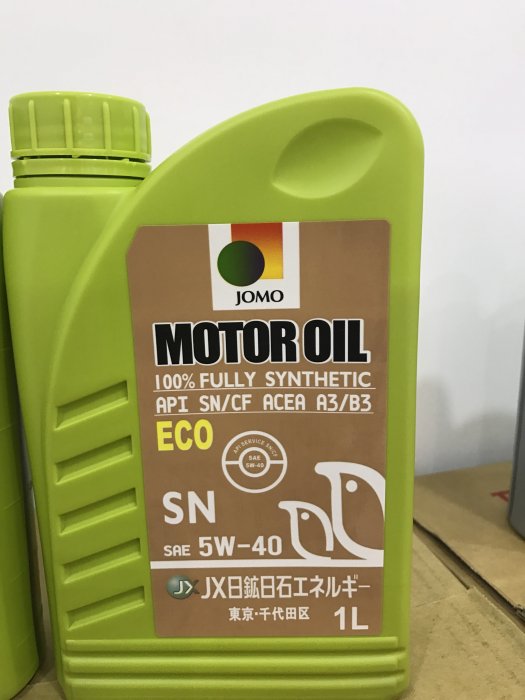 JOMO
MOTOR OIL
100% FULLY SYNTHETIC
API SN/CF ACEA A3/B3
ECO
API SERVICE SN/CF
SAE
5W-40
SN
SAE 5W-40
JX JX日鉱日石エネルギー
東京・千代田区
1L